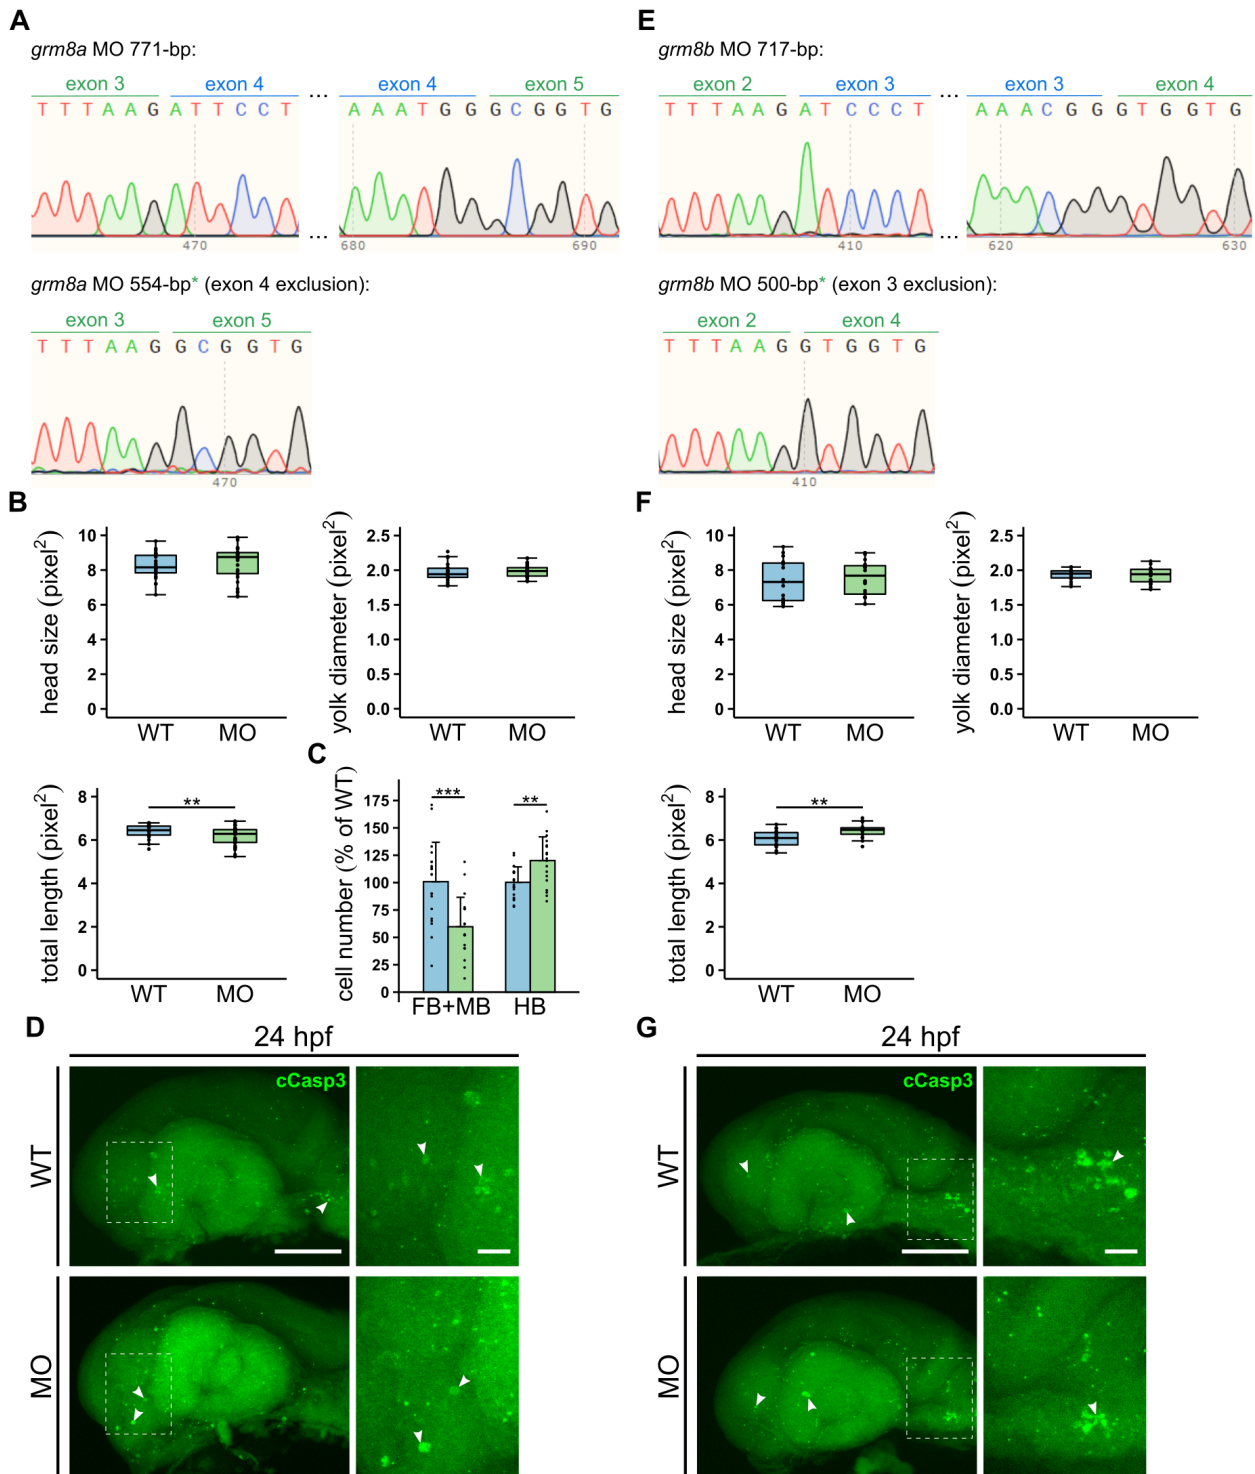 A
grm8a MO 771-bp:
exon 3 exon 4 ... exon 4 exon 5
T T T A A G A T T C C T A A A T G G G C G G T G
470 ... 680 690
grm8a MO 554-bp* (exon 4 exclusion):
exon 3 exon 5
T T T A A G G C G G T G
470
E
grm8b MO 717-bp:
exon 2 exon 3 ... exon 3 exon 4
T T T A A G A T C C C T A A A C G G G T G G T G
410 ... 620 630
grm8b MO 500-bp* (exon 3 exclusion):
exon 2 exon 4
T T T A A G G T G G T G
410
B
head size (pixel2)
10
8
6
4
2
0
WT MO
yolk diameter (pixel2)
2.5
2.0
1.5
1.0
0.5
0.0
WT MO
total length (pixel2)
8
6
4
2
0
**
WT MO
C
cell number (% of WT)
175
150
125
100
75
50
25
0
*** **
FB+MB HB
F
head size (pixel2)
10
8
6
4
2
0
WT MO
yolk diameter (pixel2)
2.5
2.0
1.5
1.0
0.5
0.0
WT MO
total length (pixel2)
8
6
4
2
0
**
WT MO
D
24 hpf
WT
cCasp3
MO
G
24 hpf
WT
cCasp3
MO